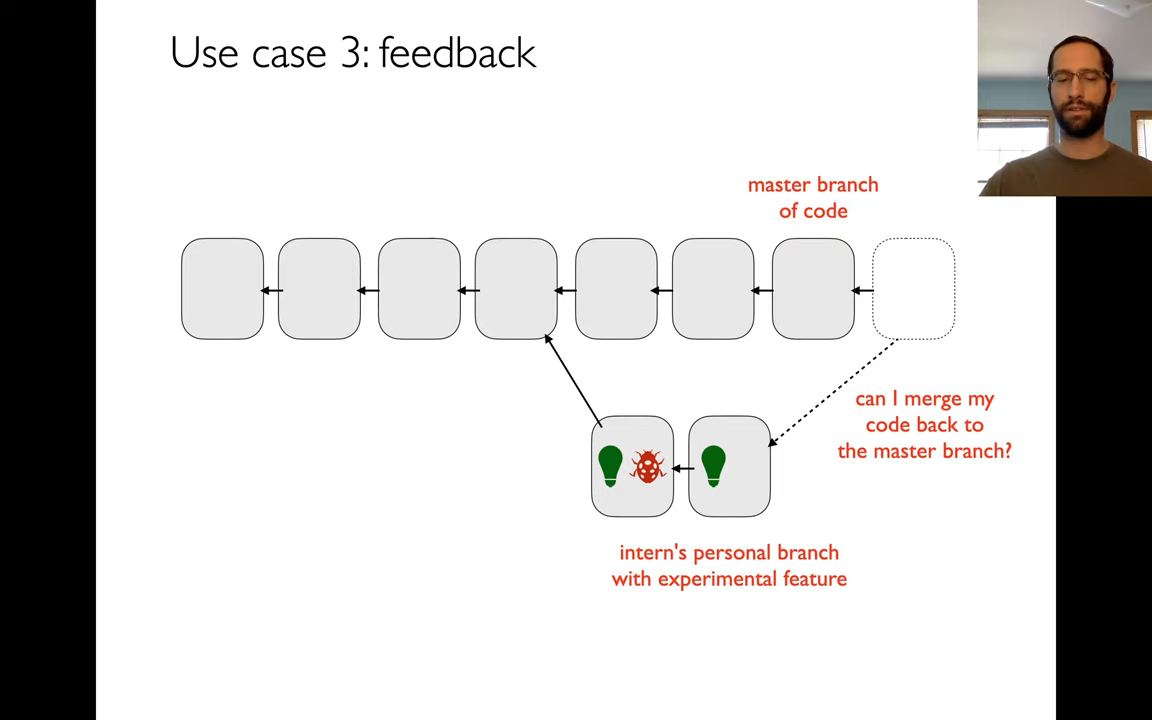 Use case 3: feedback
master branch
of code
can I merge my
code back to
the master branch?
intern's personal branch
with experimental feature